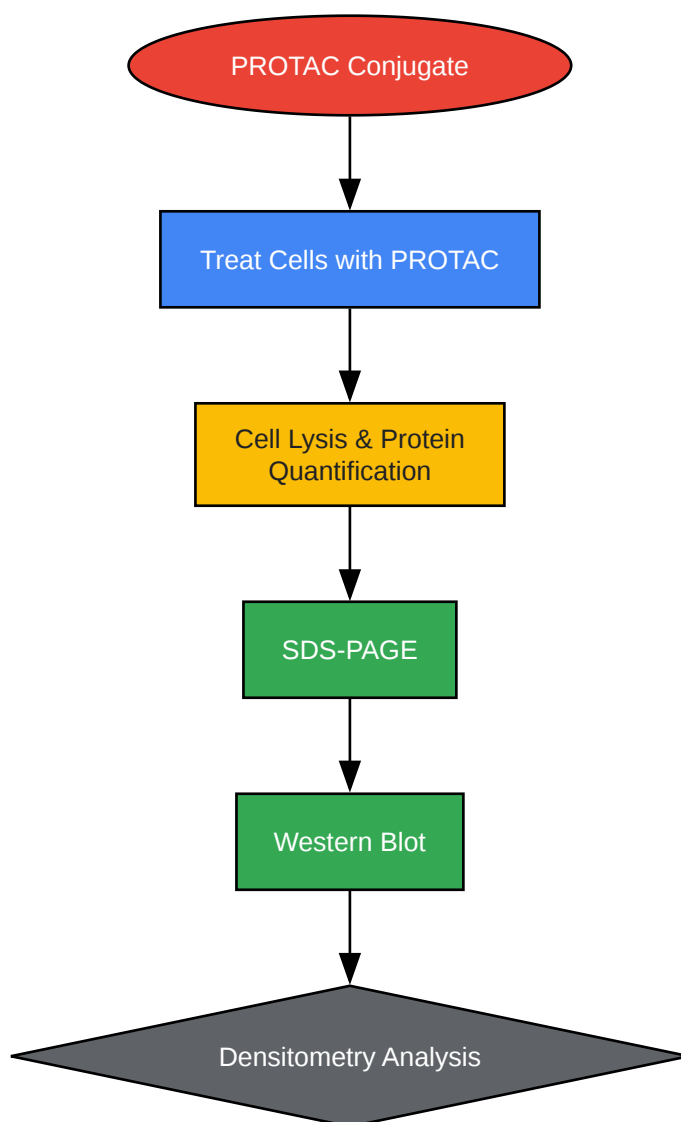 PROTAC Conjugate
Treat Cells with PROTAC
Cell Lysis & Protein
Quantification
SDS-PAGE
Western Blot
Densitometry Analysis